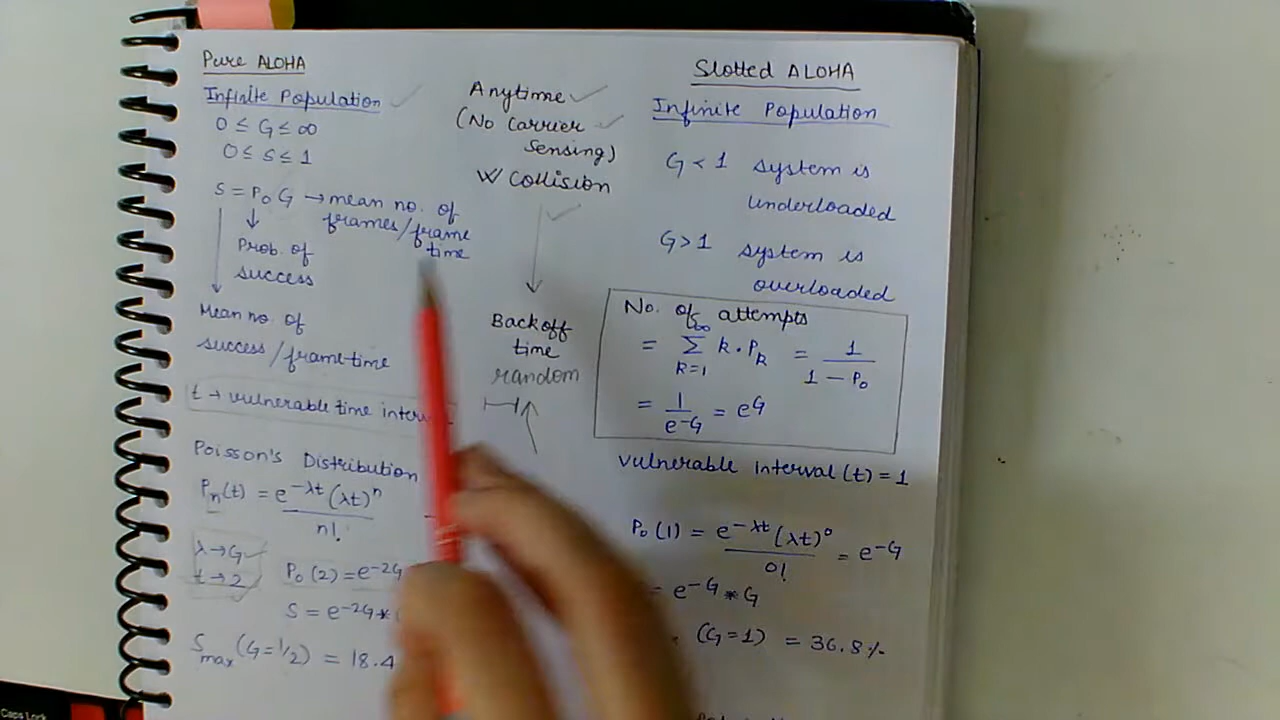 Pure ALOHA
Infinite Population
0 ≤ G ≤ ∞
0 ≤ S ≤ 1
S = P₀ G → mean no. of
frames/frame
time
Prob. of
success
Mean no. of
success/frame time
t → vulnerable time
Poisson's Distribution
Pn(t) = e^-λt (λt)^n
n!
λ → G
t → 2
P₀(2) = e^-2G
S = e^-2G *
Smax (G=1/2) = 18.4
Anytime
(No Carrier
Sensing)
W Collision
Backoff
time
random
Slotted ALOHA
Infinite Population
G < 1 system is
underloaded
G > 1 system is
overloaded
No. of attempts
= ∞ Σ k=1 k . Pk = 1 / 1 - P₀
= 1 / e^-G = e^G
Vulnerable interval (t) = 1
P₀(1) = e^-λt (λt)^0 / 0! = e^-G
= e^-G * G
(G=1) = 36.8%
Caps Lock